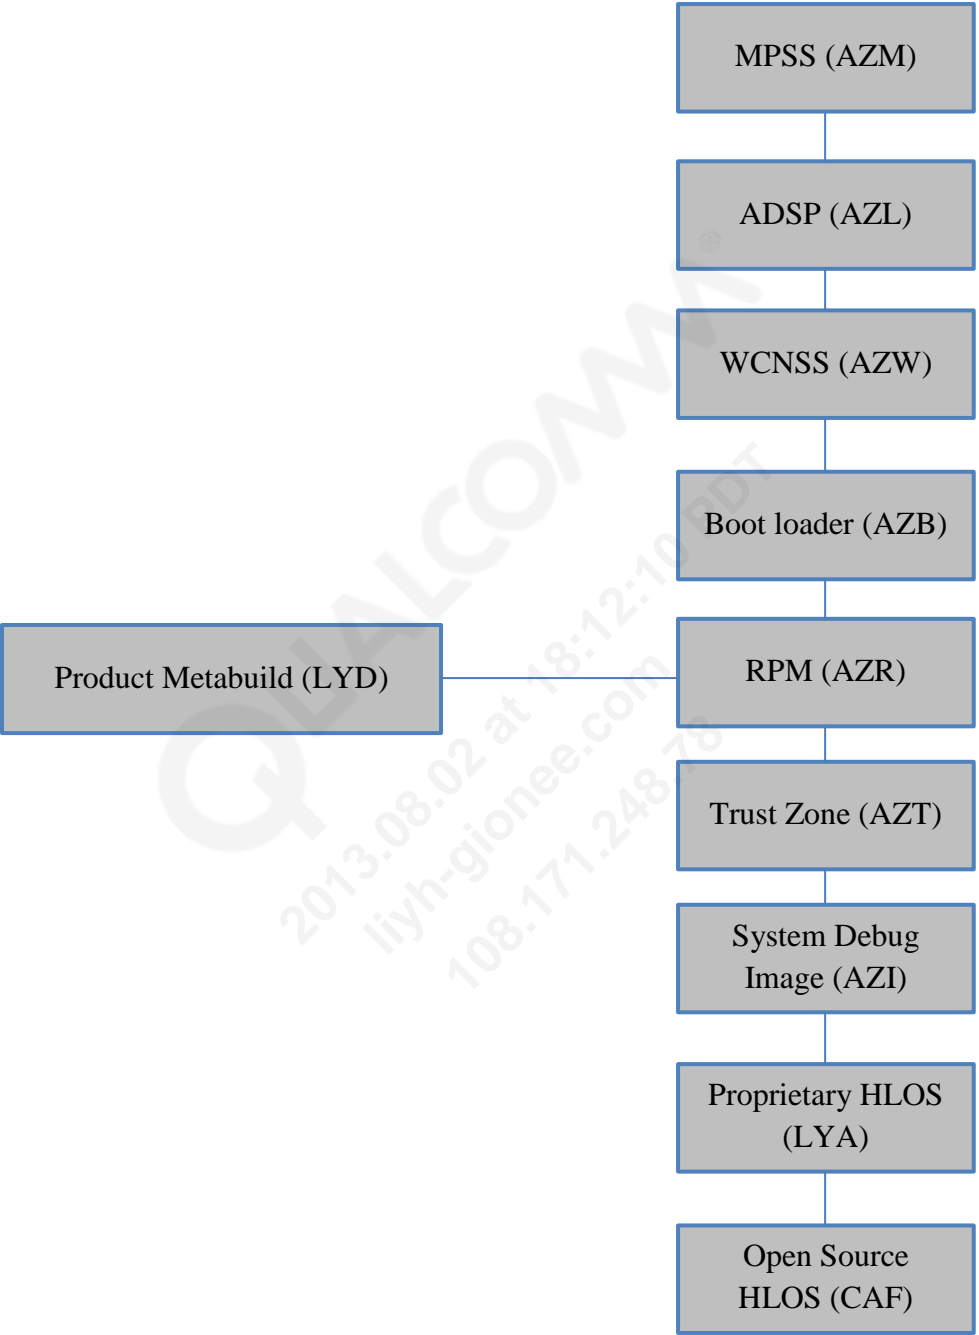 MPSS (AZM)
ADSP (AZL)
WCNSS (AZW)
Boot loader (AZB)
Product Metabuild (LYD)
RPM (AZR)
Trust Zone (AZT)
System Debug
Image (AZI)
Proprietary HLOS
(LYA)
Open Source
HLOS (CAF)
QUALCOMM®
2013.08.02 at 18:12:10 PDT
liyh-gionee.com
108.171.248.78